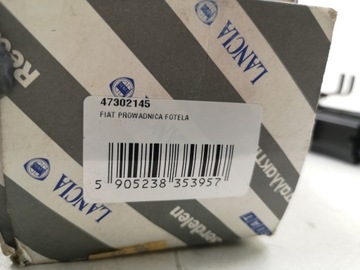 LANCIA
47302145
FIAT PROWADNICA FOTELA
5 905238 353957
LANCIA
LANCIA